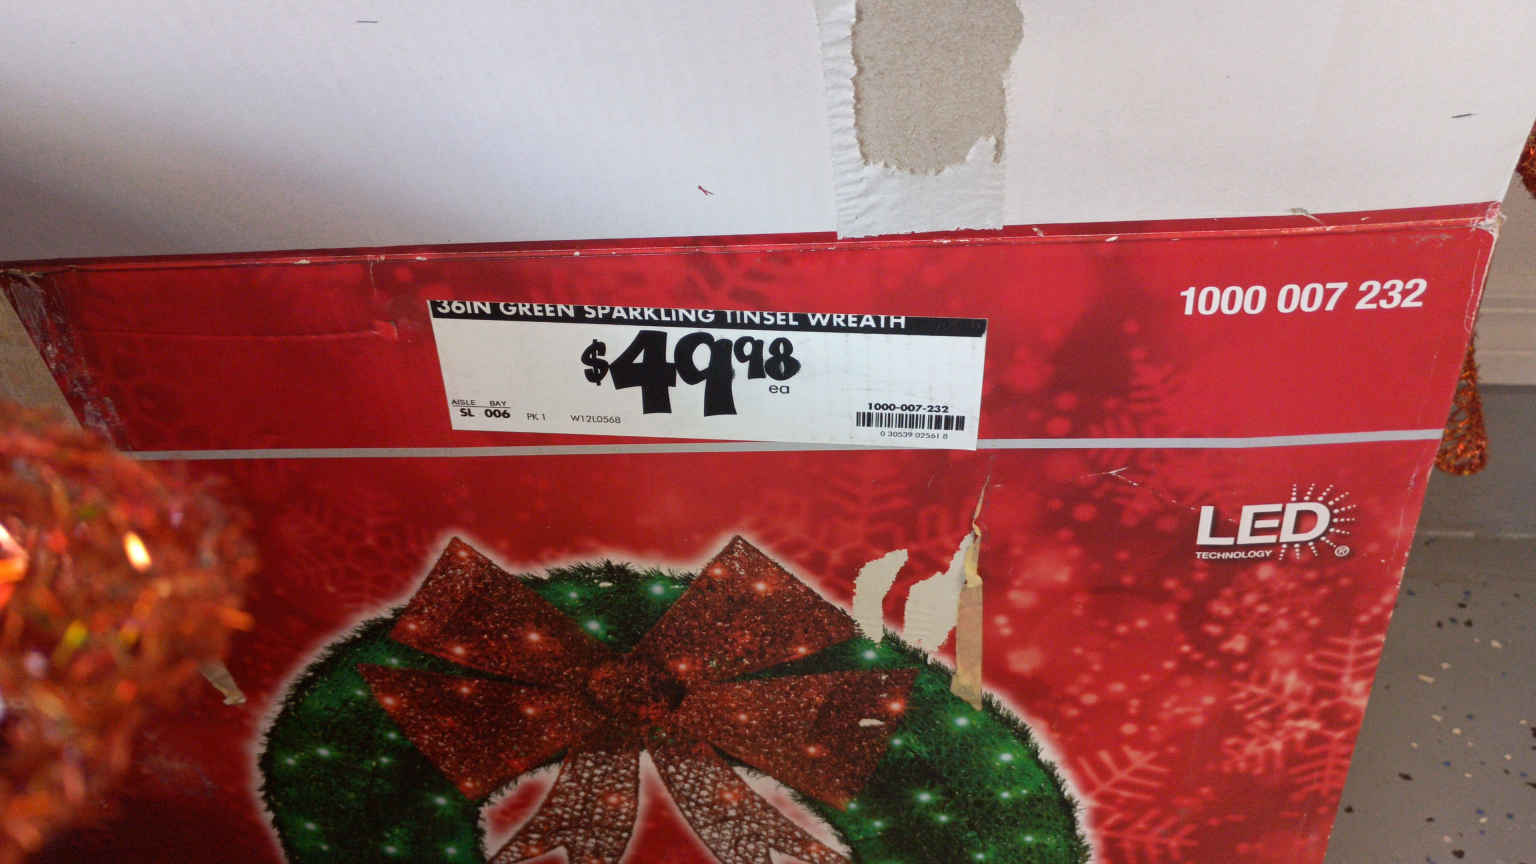 1000 007 232
36IN GREEN SPARKLING TINSEL WREATH
$49 98
ea
AISLE BAY
SL 006 PK 1 W12L0568
1000-007-232
0 30539 02561 8
LED
TECHNOLOGY ®